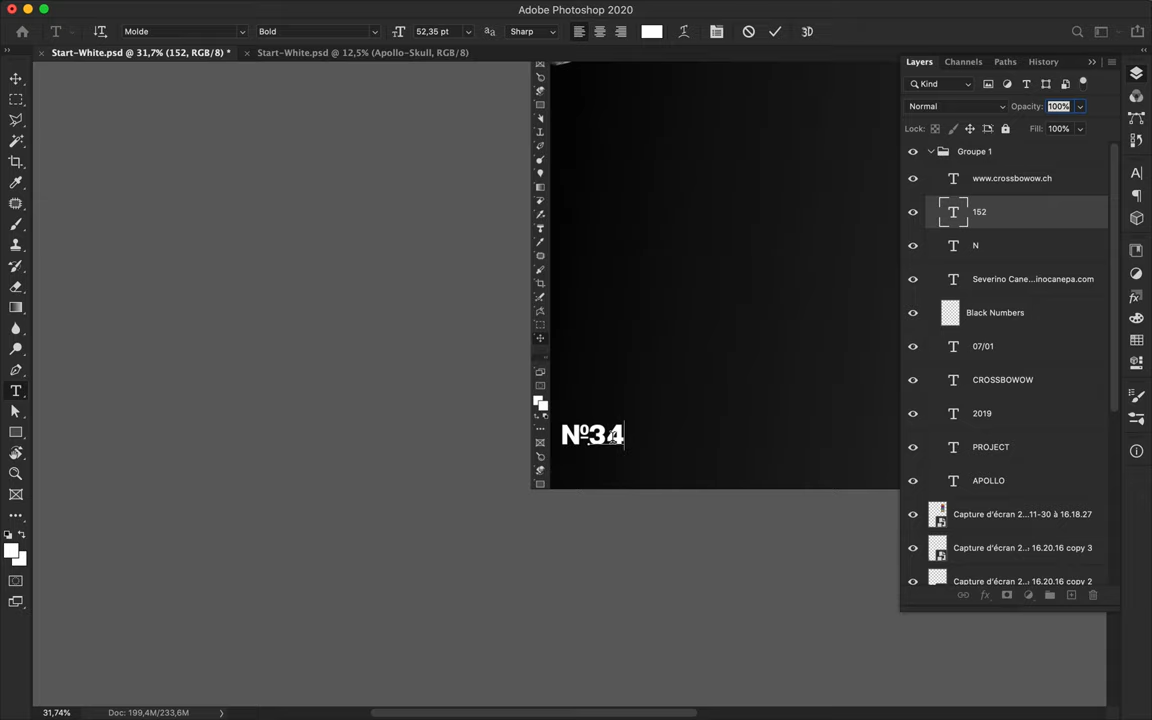 Adobe Photoshop 2020
Molde
Bold
52,35 pt
Sharp
3D
Start-White.psd @ 31,7% (152, RGB/8) *
Start-White.psd @ 12,5% (Apollo-Skull, RGB/8)
Layers
Channels
Paths
History
Kind
Normal
Opacity: 100%
Lock:
Fill: 100%
Groupe 1
www.crossbowow.ch
152
N
Severino Cane...inocanepa.com
Black Numbers
07/01
CROSSBOWOW
2019
PROJECT
APOLLO
Capture d'écran 2...11-30 à 16.18.27
Capture d'écran 2...: 16.20.16 copy 3
Capture d'écran 2...: 16.20.16 copy 2
Nº34
31,74%
Doc: 199,4M/233,6M